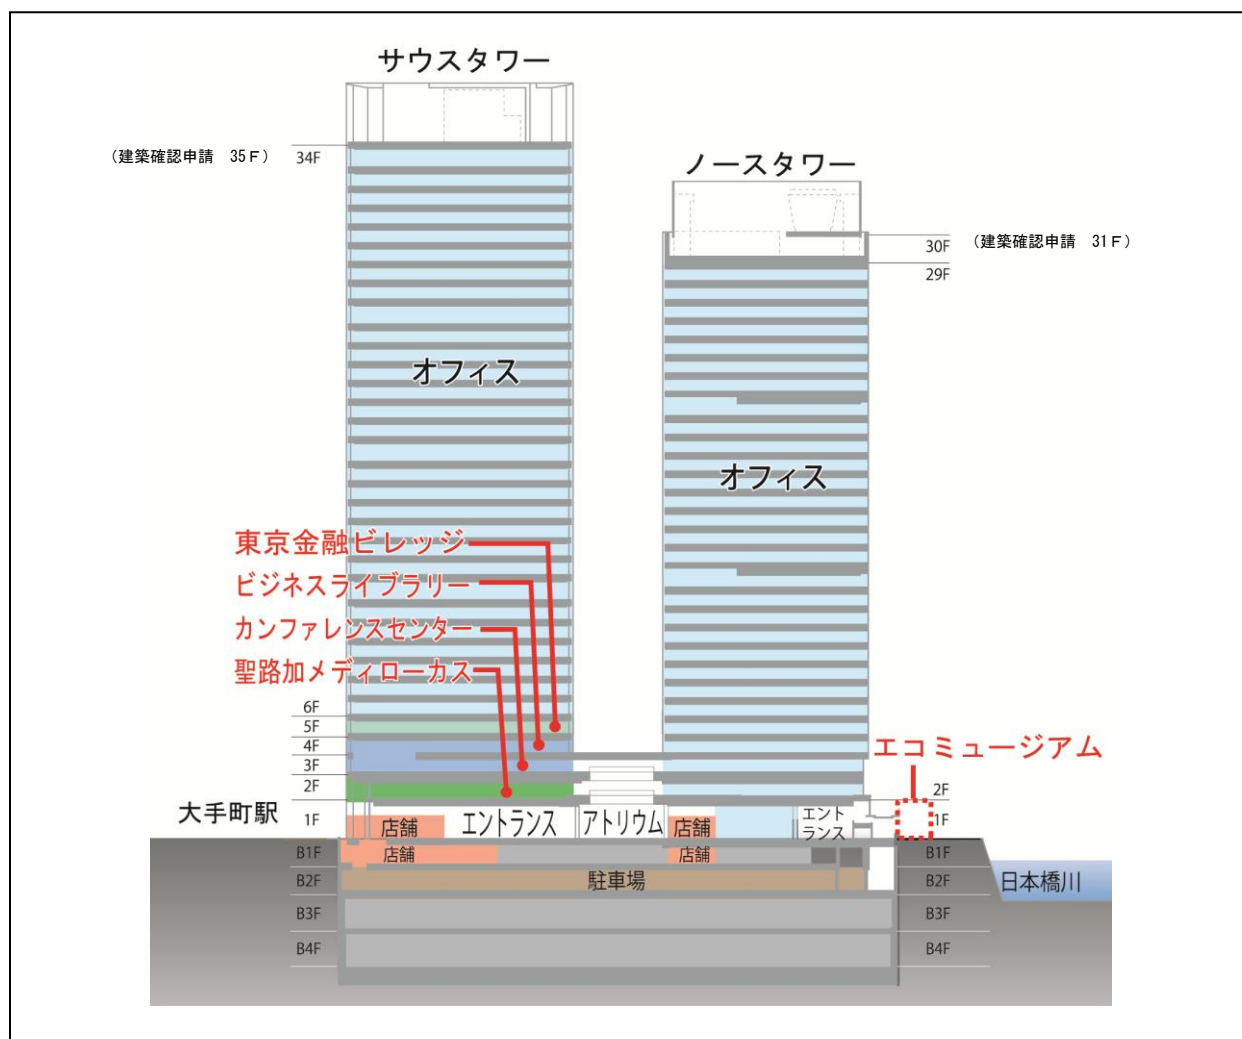 サウスタワー
（建築確認申請　35Ｆ）
34F
ノースタワー
30F
（建築確認申請　31Ｆ）
29F
オフィス
オフィス
東京金融ビレッジ
ビジネスライブラリー
カンファレンスセンター
聖路加メディローカス
6F
5F
4F
3F
2F
エコミュージアム
2F
大手町駅
1F
店舗
エントランス
アトリウム
店舗
エント
ランス
1F
B1F
店舗
店舗
B1F
B2F
駐車場
B2F
日本橋川
B3F
B3F
B4F
B4F